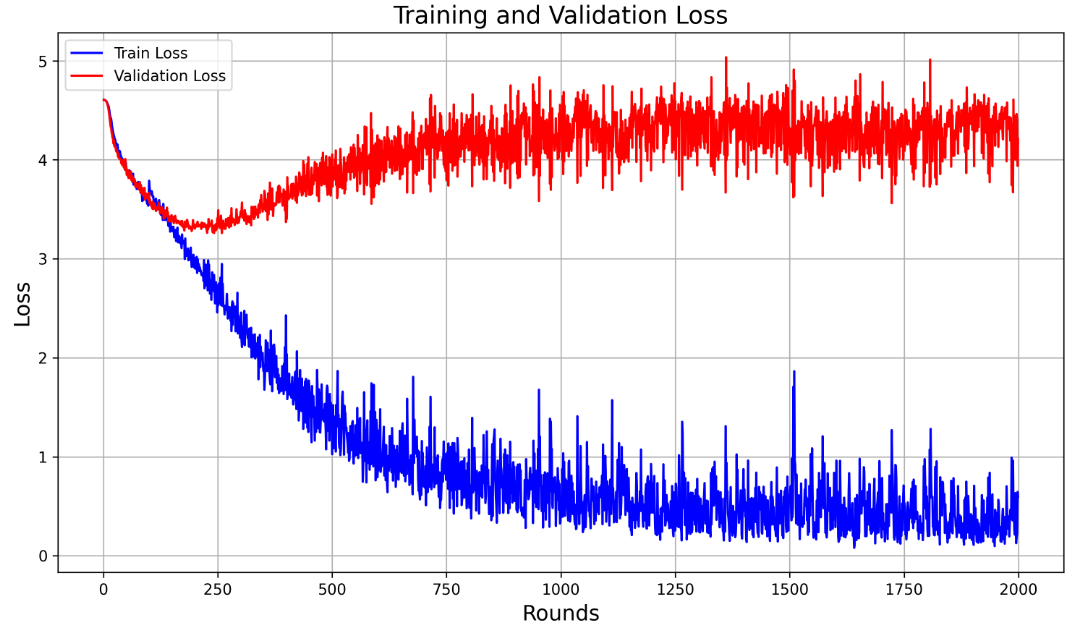 Training and Validation Loss
Train Loss
Validation Loss
5
4
3
2
1
0
Loss
0 250 500 750 1000 1250 1500 1750 2000
Rounds